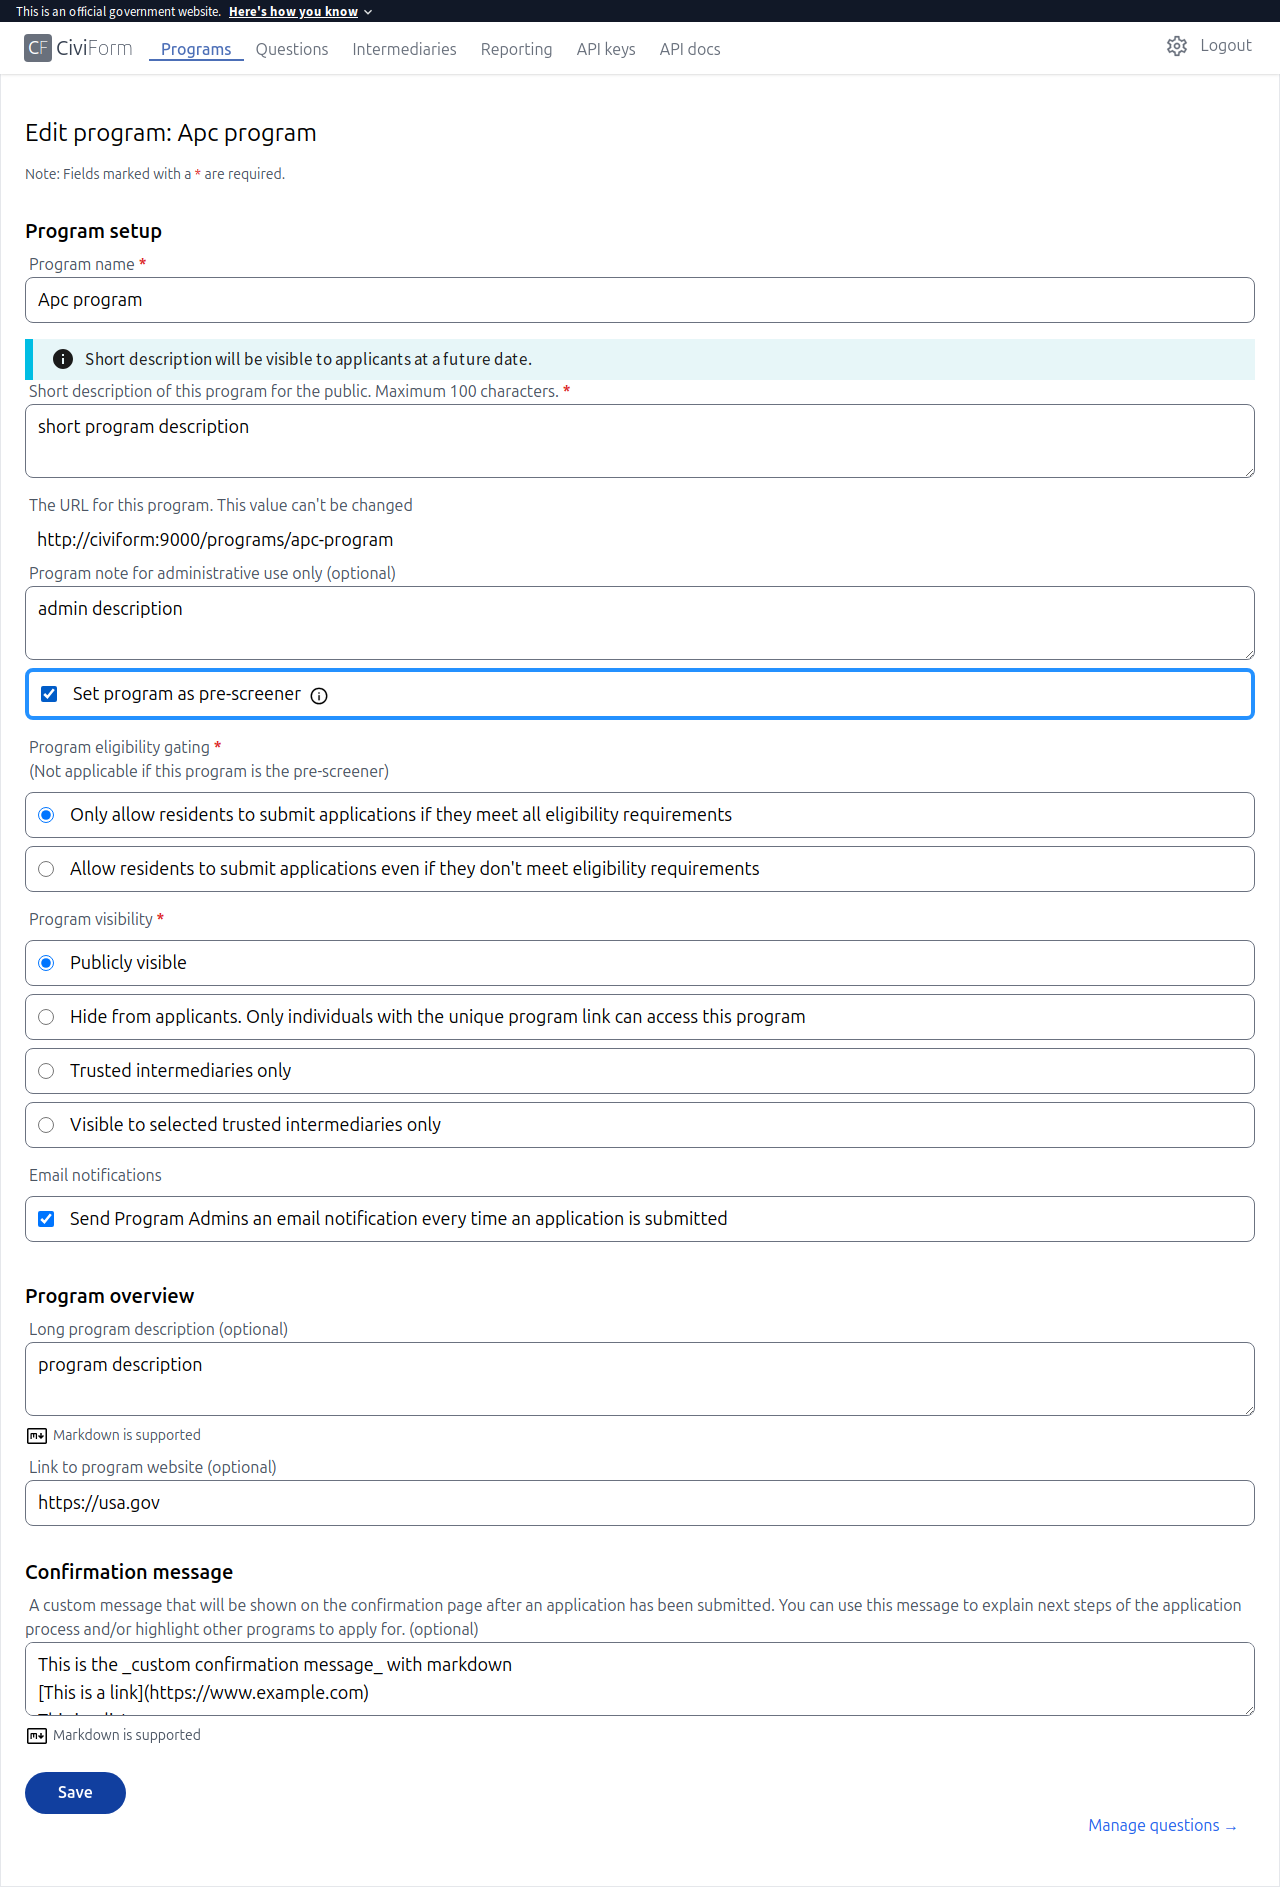 This is an official government website. Here's how you know
CF CiviForm Programs Questions Intermediaries Reporting API keys API docs Logout
Edit program: Apc program
Note: Fields marked with a * are required.
Program setup
Program name *
Apc program
Short description will be visible to applicants at a future date.
Short description of this program for the public. Maximum 100 characters. *
short program description
The URL for this program. This value can't be changed
http://civiform:9000/programs/apc-program
Program note for administrative use only (optional)
admin description
Set program as pre-screener
Program eligibility gating *
(Not applicable if this program is the pre-screener)
Only allow residents to submit applications if they meet all eligibility requirements
Allow residents to submit applications even if they don't meet eligibility requirements
Program visibility *
Publicly visible
Hide from applicants. Only individuals with the unique program link can access this program
Trusted intermediaries only
Visible to selected trusted intermediaries only
Email notifications
Send Program Admins an email notification every time an application is submitted
Program overview
Long program description (optional)
program description
Markdown is supported
Link to program website (optional)
https://usa.gov
Confirmation message
A custom message that will be shown on the confirmation page after an application has been submitted. You can use this message to explain next steps of the application
process and/or highlight other programs to apply for. (optional)
This is the _custom confirmation message_ with markdown
[This is a link](https://www.example.com)
Markdown is supported
Save
Manage questions →